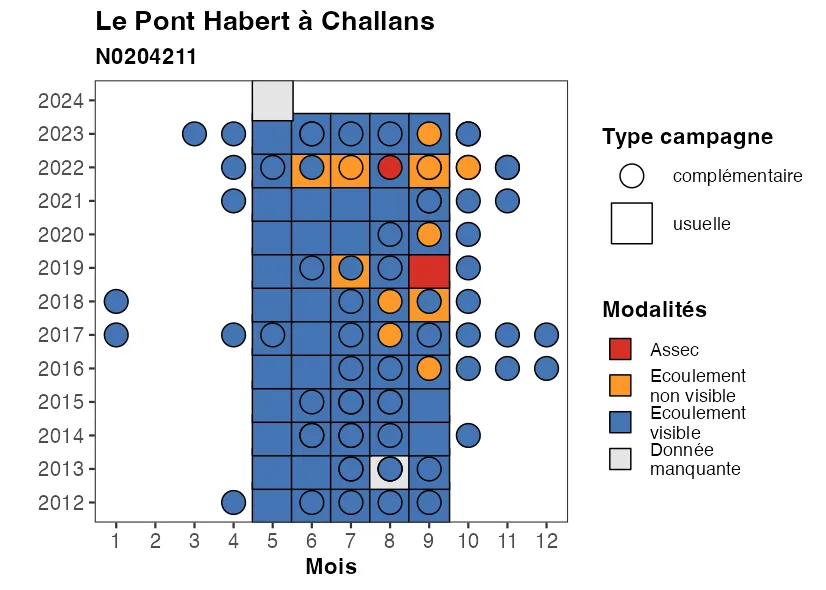 Le Pont Habert à Challans
N0204211
2024
2023
2022
2021
2020
2019
2018
2017
2016
2015
2014
2013
2012
1 2 3 4 5 6 7 8 9 10 11 12
Mois
Type campagne
complémentaire
usuelle
Modalités
Assec
Ecoulement
non visible
Ecoulement
visible
Donnée
manquante